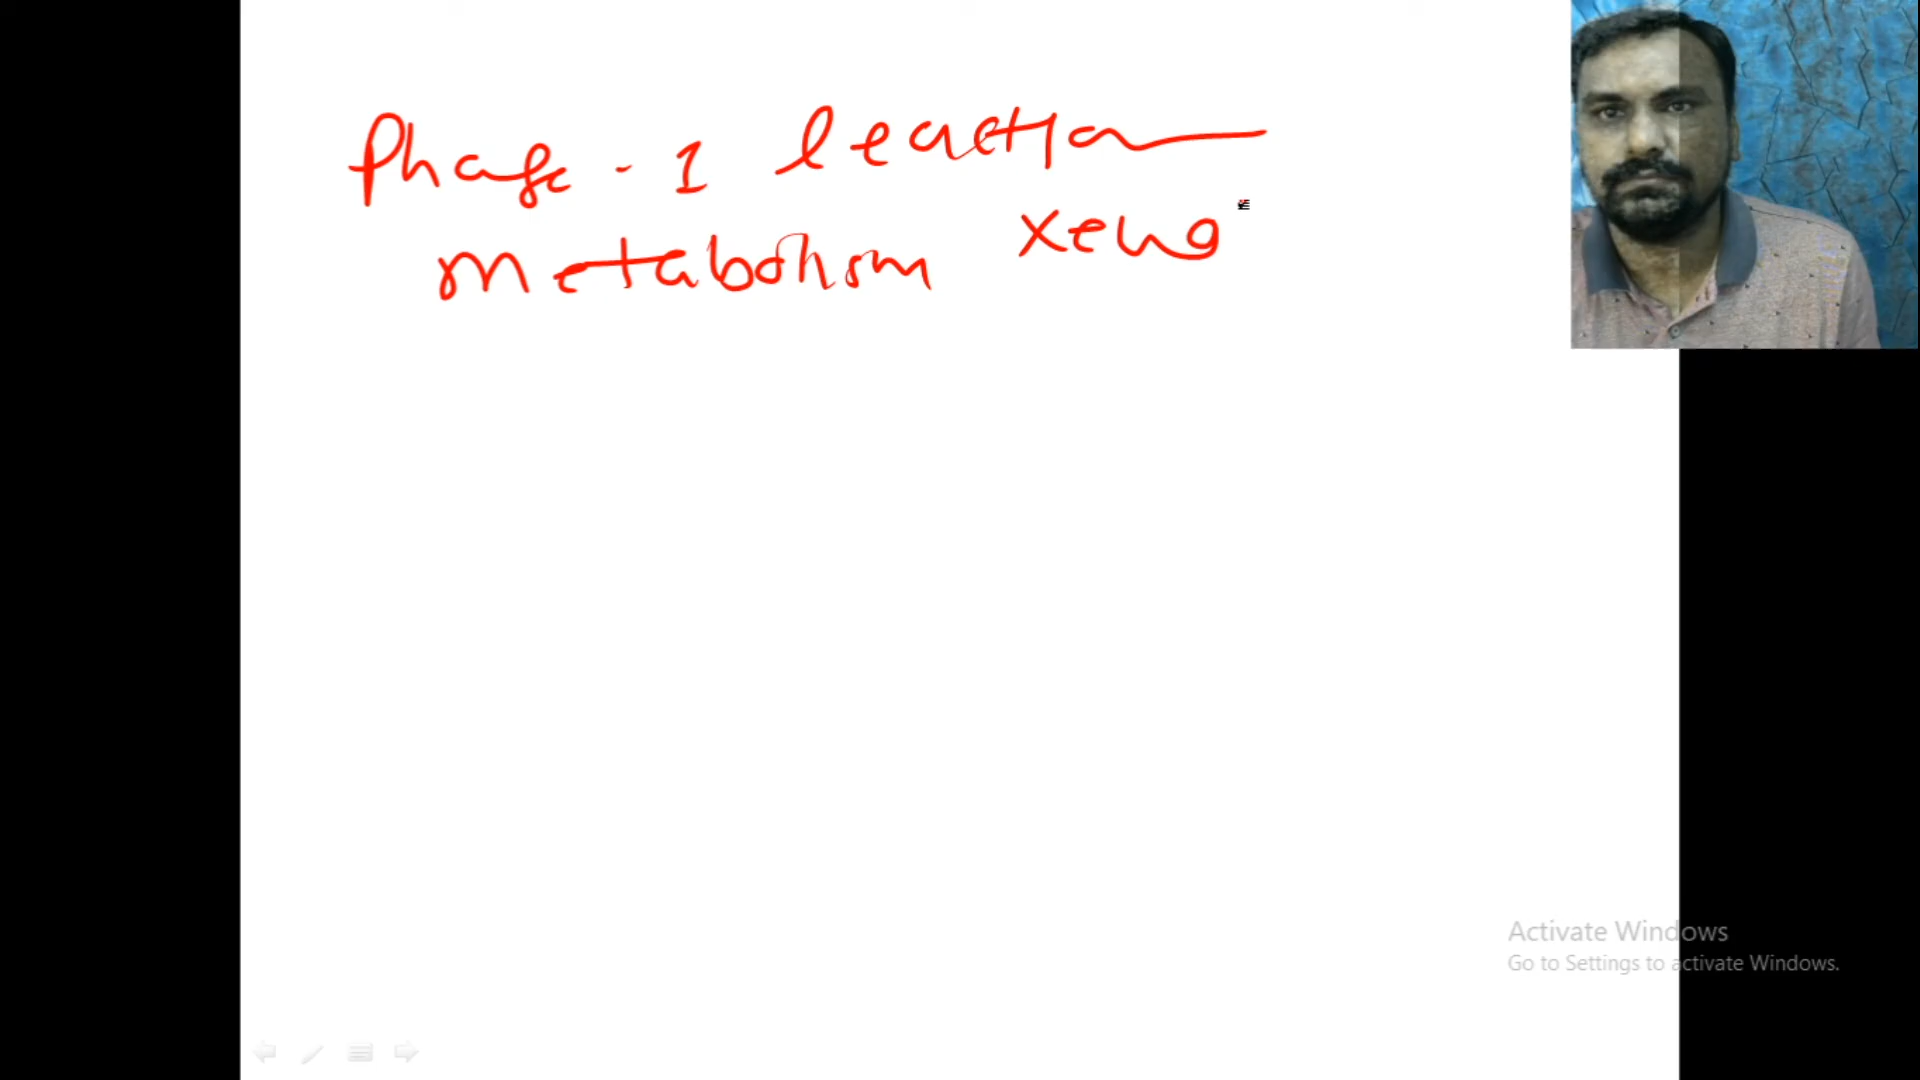 Phase - 1 reaction
metabolism xeno
Activate Windows
Go to Settings to activate Windows.